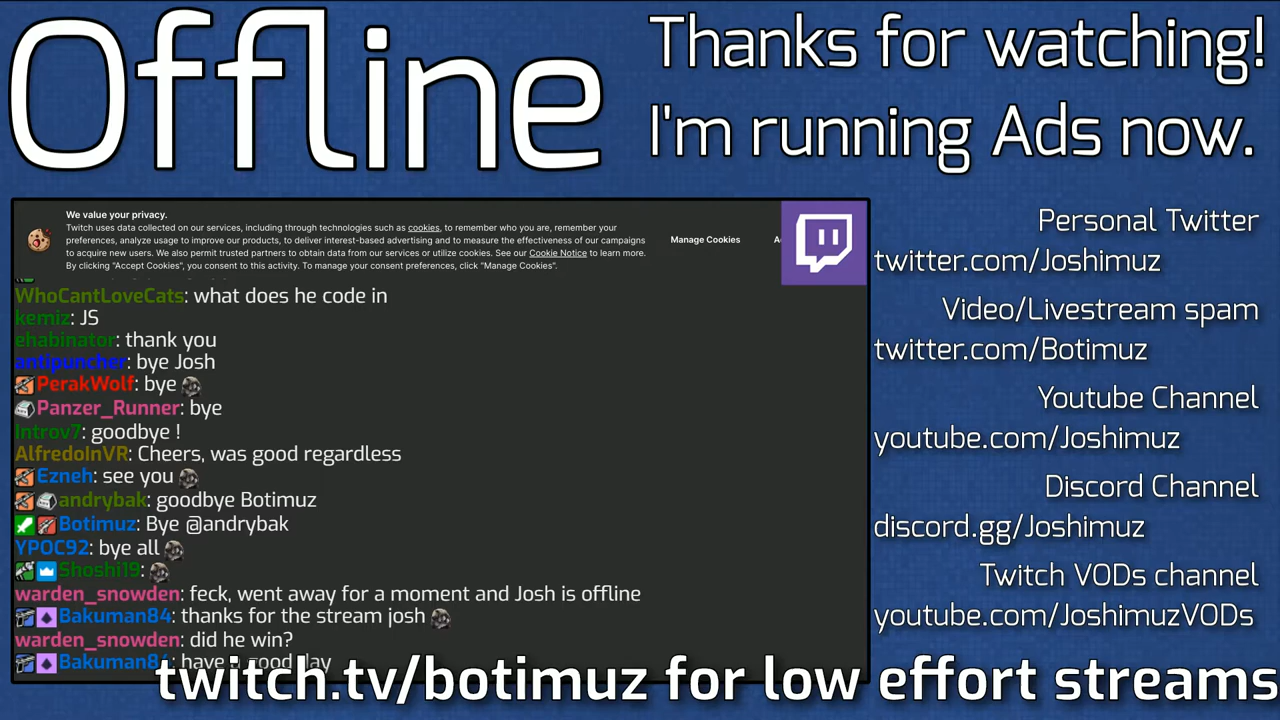 Offline
Thanks for watching!
I'm running Ads now.
We value your privacy.
Twitch uses data collected on our services, including through technologies such as cookies, to remember who you are, remember your
preferences, analyze usage to improve our products, to deliver interest-based advertising and to measure the effectiveness of our campaigns
to acquire new users. We also permit trusted partners to obtain data from our services or utilize cookies. See our Cookie Notice to learn more.
By clicking "Accept Cookies", you consent to this activity. To manage your consent preferences, click "Manage Cookies".
Manage Cookies
WhoCantLoveCats: what does he code in
kemiz: JS
ehabinator: thank you
antipuncher: bye Josh
PerakWolf: bye
Panzer_Runner: bye
Introv7: goodbye !
AlfredoInVR: Cheers, was good regardless
Ezneh: see you
andrybak: goodbye Botimuz
Botimuz: Bye @andrybak
YPOC92: bye all
Shoshi19:
warden_snowden: feck, went away for a moment and Josh is offline
Bakuman84: thanks for the stream josh
warden_snowden: did he win?
Bakuman84: have a good day
Personal Twitter
twitter.com/Joshimuz
Video/Livestream spam
twitter.com/Botimuz
Youtube Channel
youtube.com/Joshimuz
Discord Channel
discord.gg/Joshimuz
Twitch VODs channel
youtube.com/JoshimuzVODs
twitch.tv/botimuz for low effort streams